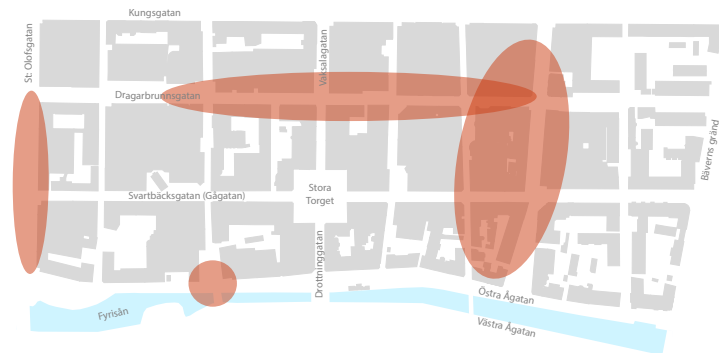 Kungsgatan
St: Olofsgatan
Vaksalagatan
Dragarbrunnsgatan
Bäverns gränd
Svartbäcksgatan (Gågatan)
Stora
Torget
Drottninggatan
Östra Ågatan
Fyrisån
Västra Ågatan